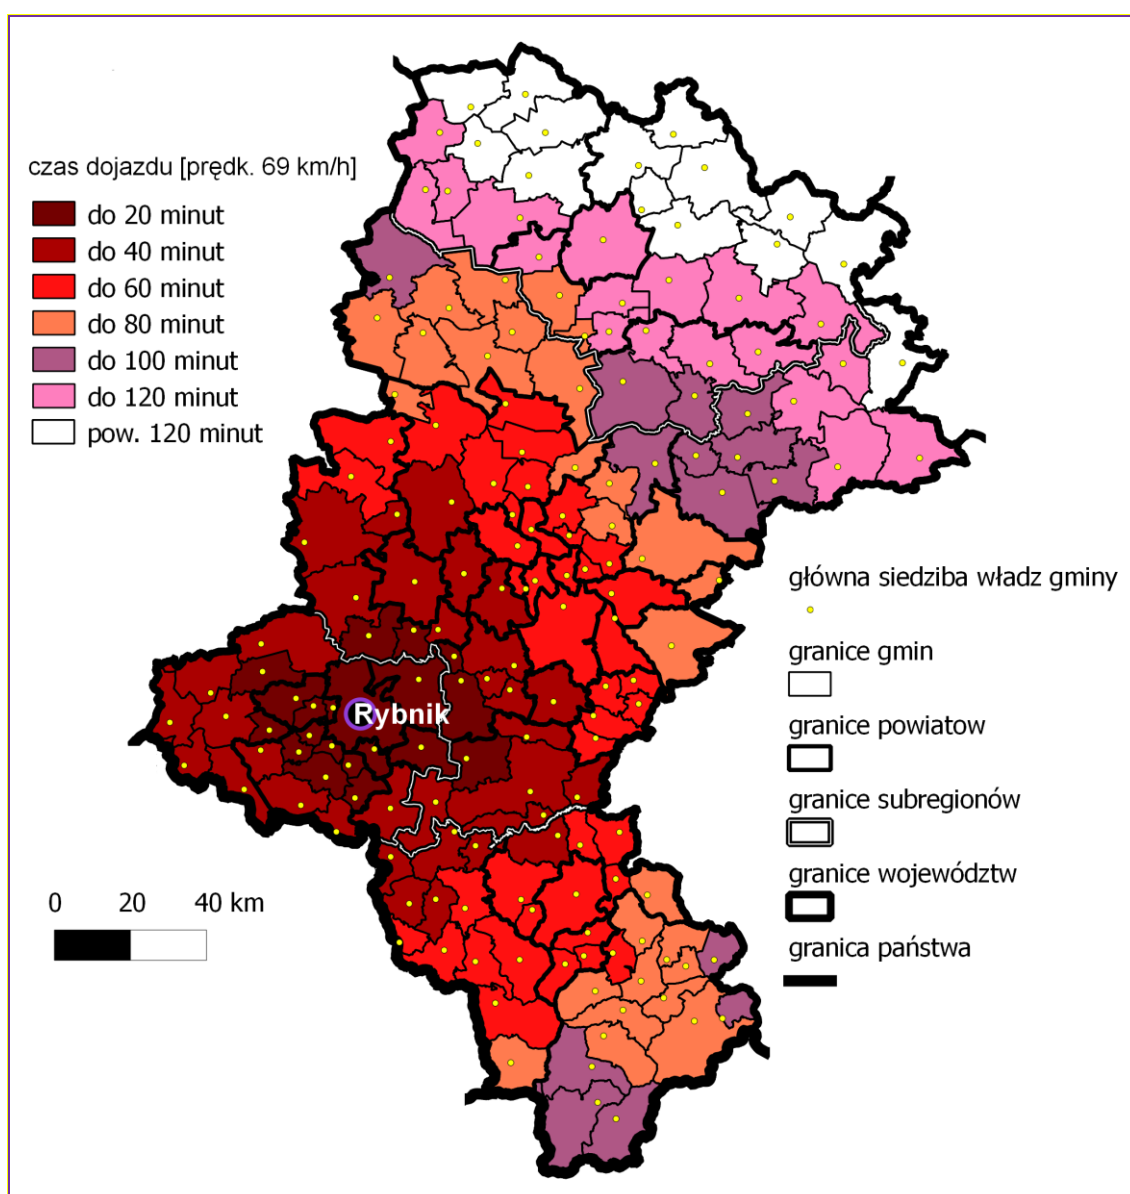 czas dojazdu [prędk. 69 km/h]
do 20 minut
do 40 minut
do 60 minut
do 80 minut
do 100 minut
do 120 minut
pow. 120 minut
Rybnik
0 20 40 km
główna siedziba władz gminy
granice gmin
granice powiatow
granice subregionów
granice województw
granica państwa